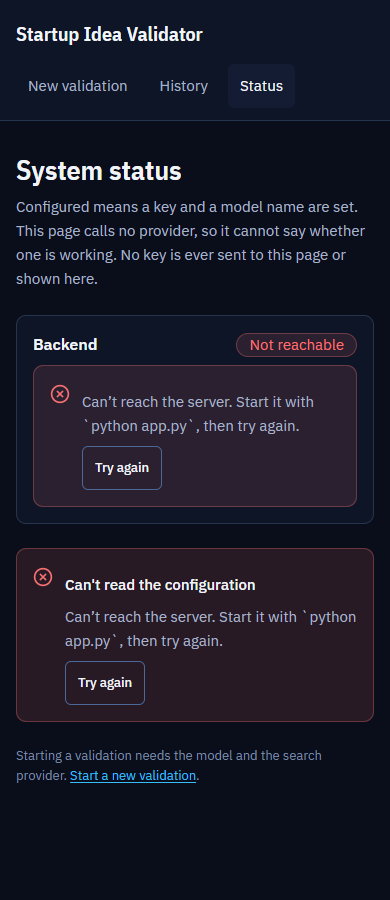 Startup Idea Validator
New validation
History
Status
System status
Configured means a key and a model name are set.
This page calls no provider, so it cannot say whether
one is working. No key is ever sent to this page or
shown here.
Backend
Not reachable
Can’t reach the server. Start it with
`python app.py`, then try again.
Try again
Can't read the configuration
Can’t reach the server. Start it with `python
app.py`, then try again.
Try again
Starting a validation needs the model and the search
provider. Start a new validation.